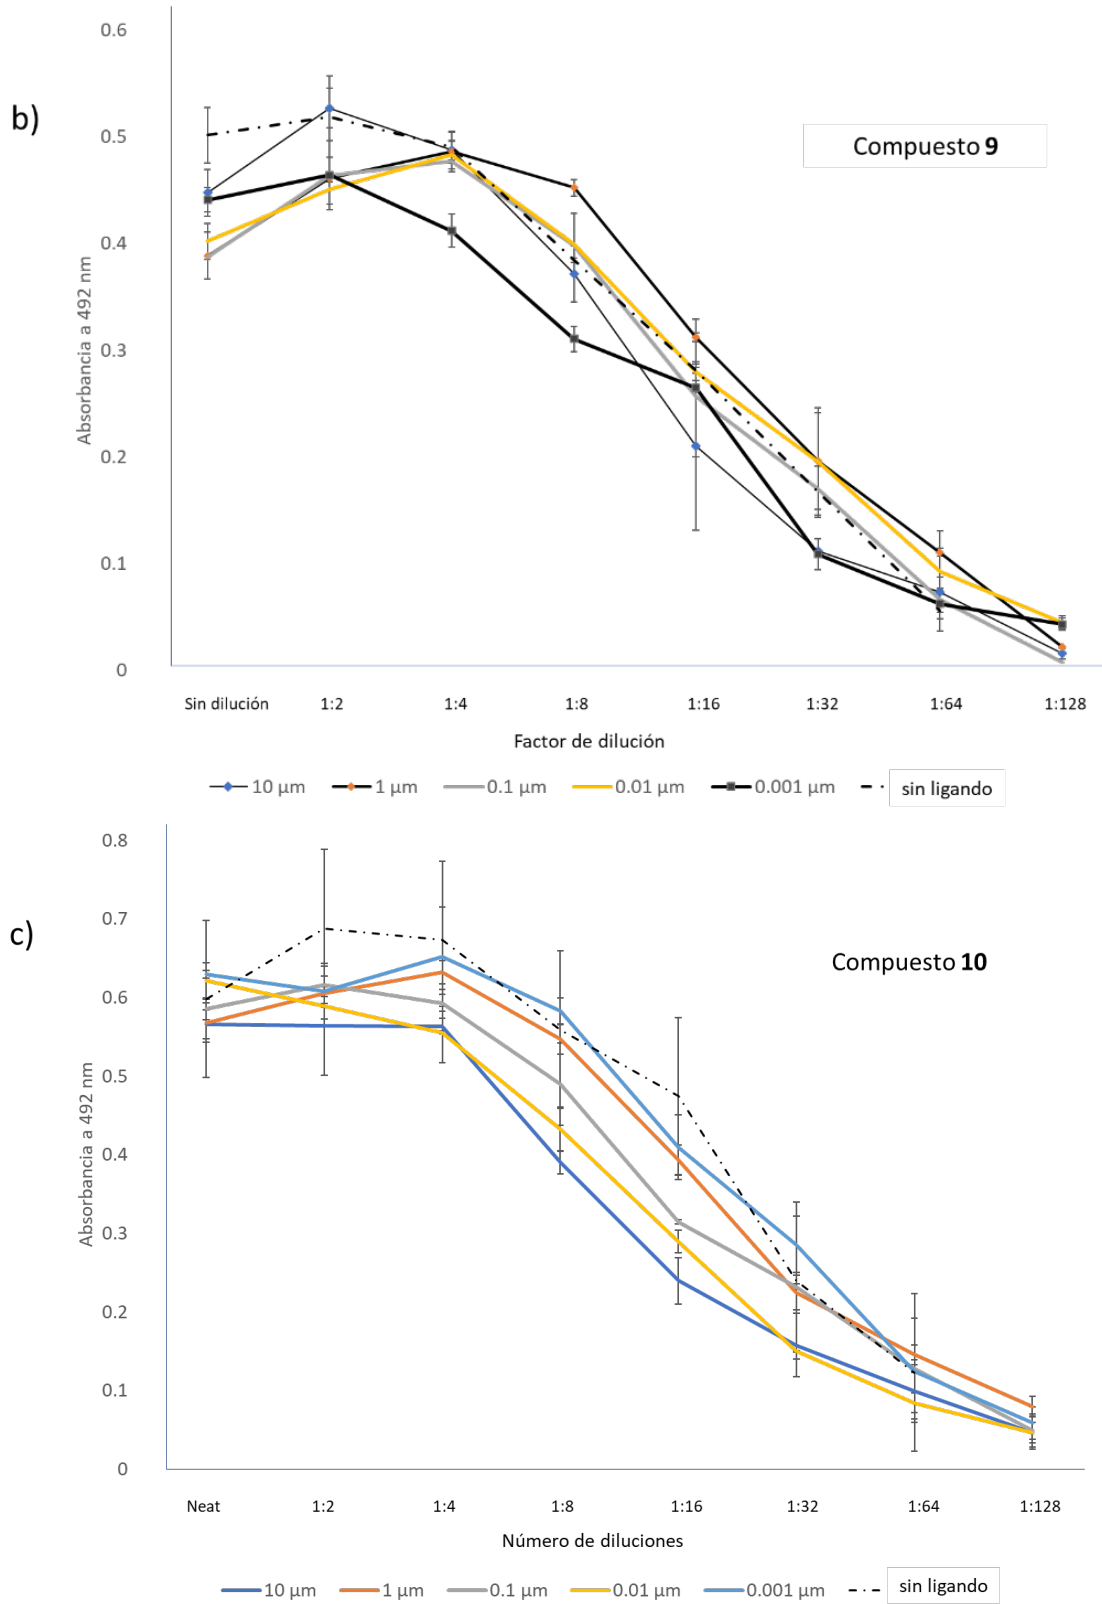 b)
Compuesto 9
Absorbancia a 492 nm
0.6
0.5
0.4
0.3
0.2
0.1
0
Sin dilución 1:2 1:4 1:8 1:16 1:32 1:64 1:128
Factor de dilución
10 µm 1 µm 0.1 µm 0.01 µm 0.001 µm sin ligando
c)
Compuesto 10
Absorbancia a 492 nm
0.8
0.7
0.6
0.5
0.4
0.3
0.2
0.1
0
Neat 1:2 1:4 1:8 1:16 1:32 1:64 1:128
Número de diluciones
10 µm 1 µm 0.1 µm 0.01 µm 0.001 µm sin ligando